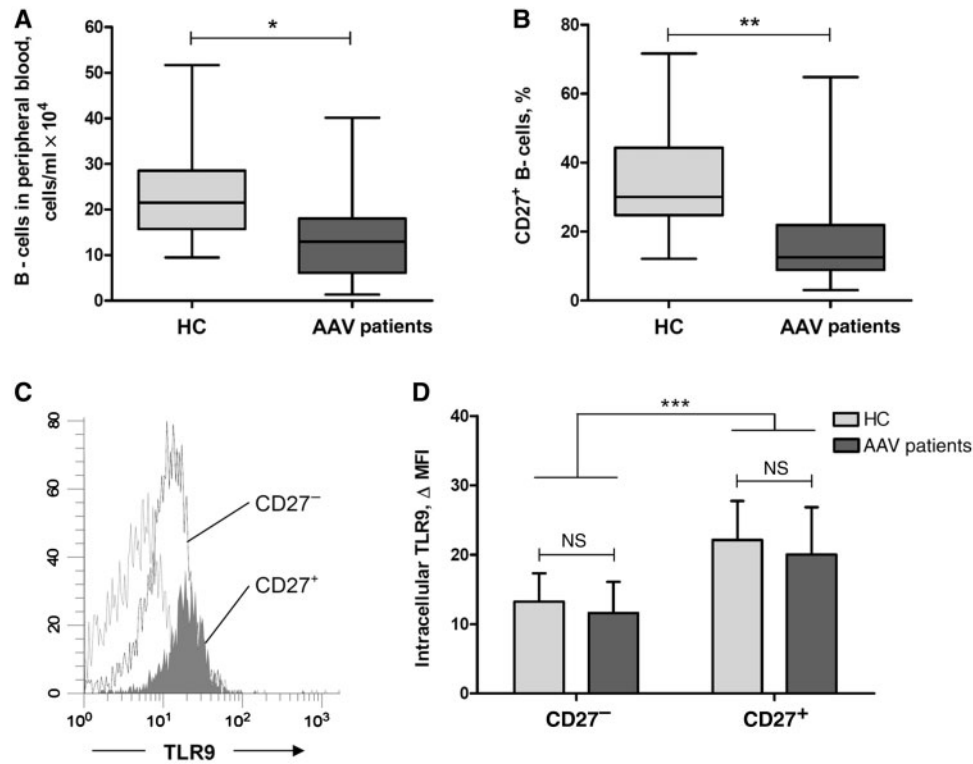 A
B-cells in peripheral blood,
cells/ml × 10⁴
60
50
40
30
20
10
0
*
HC
AAV patients
B
CD27⁺ B-cells, %
80
60
40
20
0
**
HC
AAV patients
C
80
60
40
20
0
10⁰
10¹
10²
10³
TLR9
CD27⁻
CD27⁺
D
Intracellular TLR9, Δ MFI
40
30
20
10
0
***
NS
NS
CD27⁻
CD27⁺
HC
AAV patients